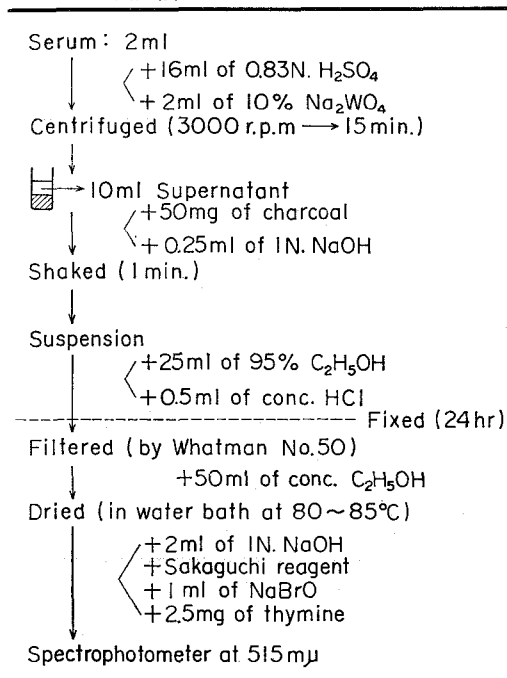 Serum: 2ml
+16ml of 0.83N. H₂SO₄
+2ml of 10% Na₂WO₄
Centrifuged (3000 r.p.m → 15min.)
→ 10ml Supernatant
+50mg of charcoal
+0.25ml of 1N. NaOH
Shaked (1 min.)
Suspension
+25ml of 95% C₂H₅OH
+0.5ml of conc. HCl
Fixed (24hr)
Filtered (by Whatman No.50)
+50ml of conc. C₂H₅OH
Dried (in water bath at 80~85°C)
+2ml of 1N. NaOH
+Sakaguchi reagent
+1 ml of NaBrO
+2.5mg of thymine
Spectrophotometer at 515mμ